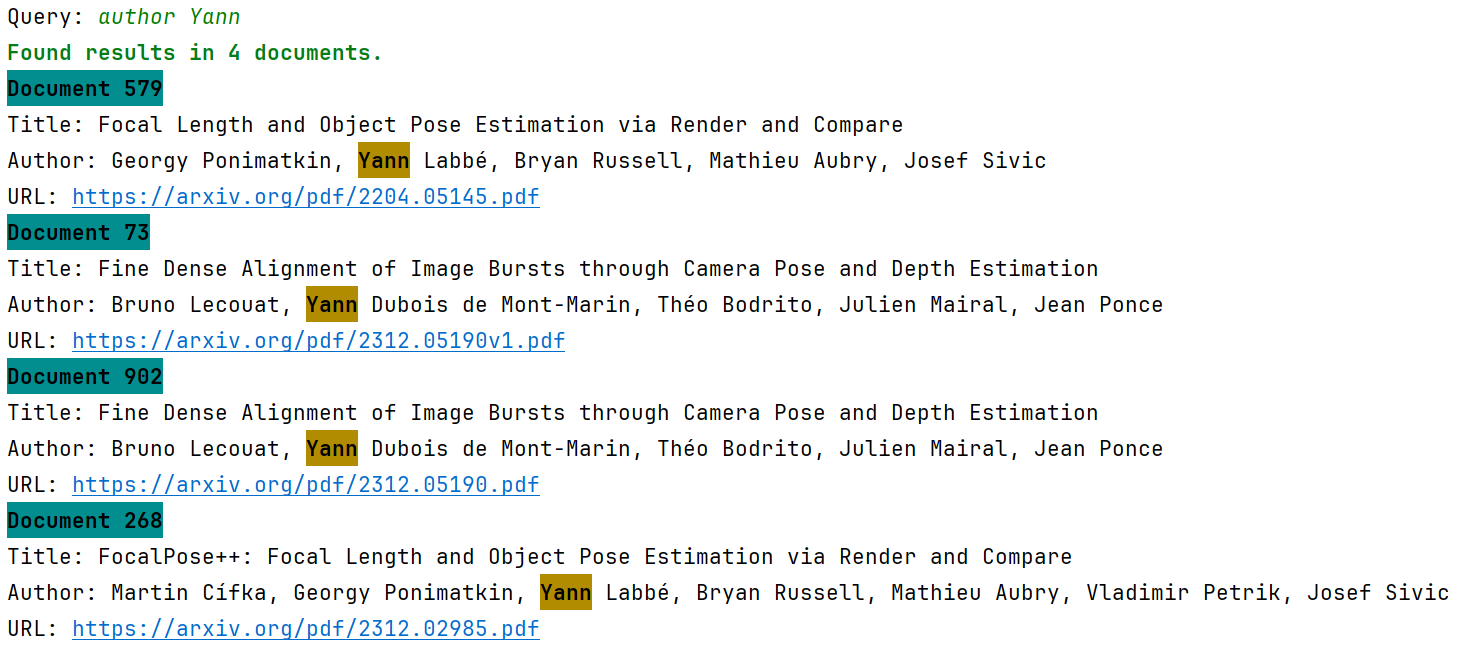 Query: author Yann
Found results in 4 documents.
Document 579
Title: Focal Length and Object Pose Estimation via Render and Compare
Author: Georgy Ponimatkin, Yann Labbé, Bryan Russell, Mathieu Aubry, Josef Sivic
URL: https://arxiv.org/pdf/2204.05145.pdf
Document 73
Title: Fine Dense Alignment of Image Bursts through Camera Pose and Depth Estimation
Author: Bruno Lecouat, Yann Dubois de Mont-Marin, Théo Bodrito, Julien Mairal, Jean Ponce
URL: https://arxiv.org/pdf/2312.05190v1.pdf
Document 902
Title: Fine Dense Alignment of Image Bursts through Camera Pose and Depth Estimation
Author: Bruno Lecouat, Yann Dubois de Mont-Marin, Théo Bodrito, Julien Mairal, Jean Ponce
URL: https://arxiv.org/pdf/2312.05190.pdf
Document 268
Title: FocalPose++: Focal Length and Object Pose Estimation via Render and Compare
Author: Martin Cífka, Georgy Ponimatkin, Yann Labbé, Bryan Russell, Mathieu Aubry, Vladimir Petrik, Josef Sivic
URL: https://arxiv.org/pdf/2312.02985.pdf